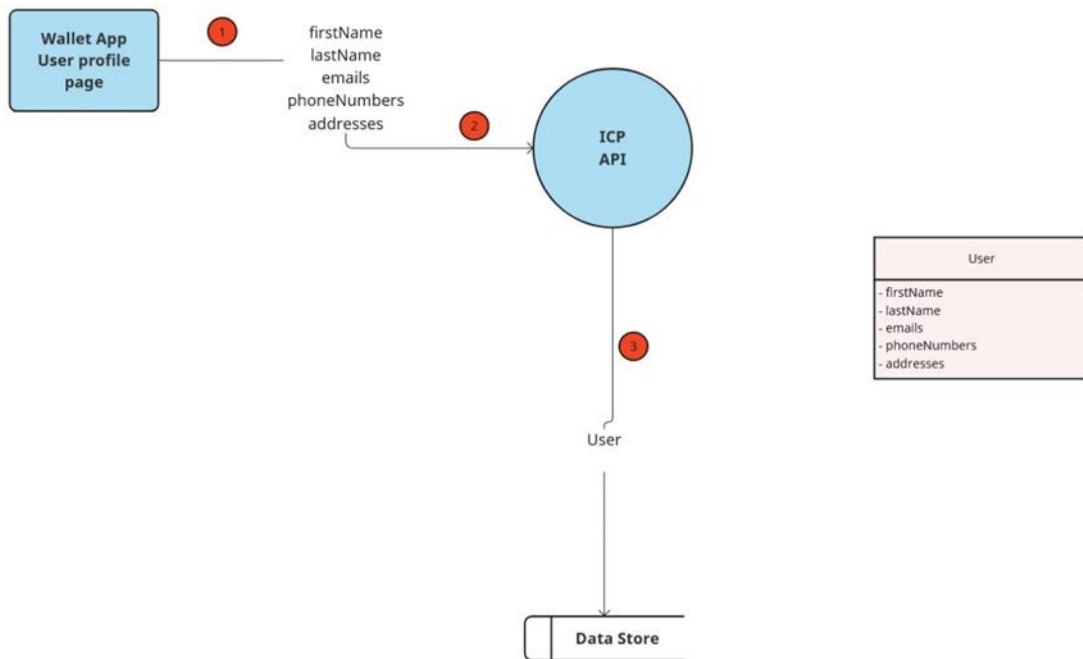 Wallet App
User profile
page
1
firstName
lastName
emails
phoneNumbers
addresses
2
ICP
API
User
- firstName
- lastName
- emails
- phoneNumbers
- addresses
3
User
Data Store